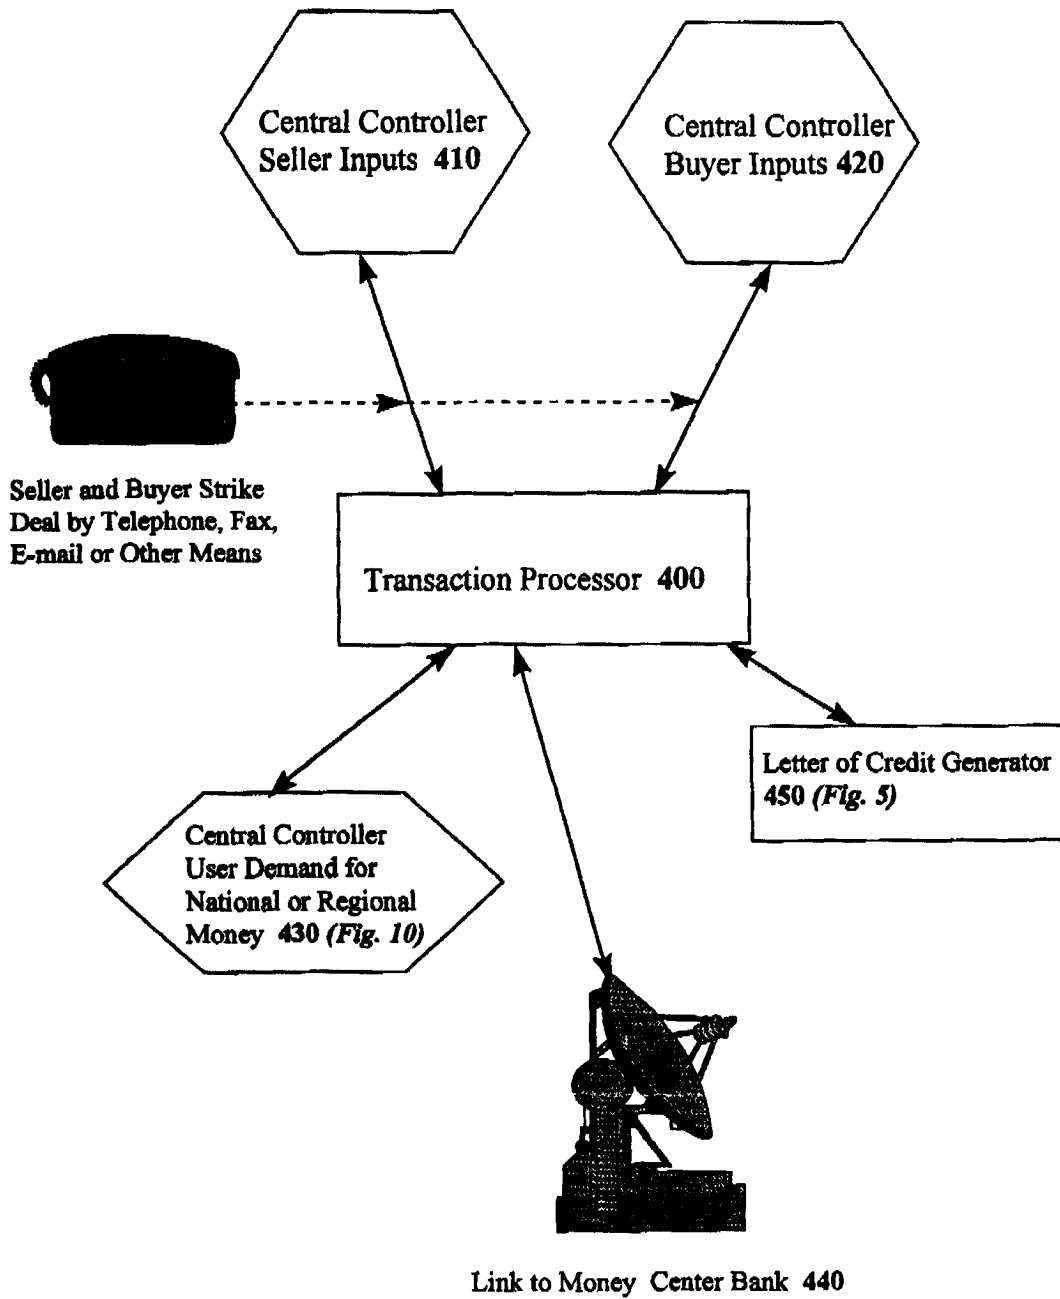 Central Controller
Seller Inputs 410
Central Controller
Buyer Inputs 420
Seller and Buyer Strike
Deal by Telephone, Fax,
E-mail or Other Means
Transaction Processor 400
Letter of Credit Generator
450 (Fig. 5)
Central Controller
User Demand for
National or Regional
Money 430 (Fig. 10)
Link to Money Center Bank 440